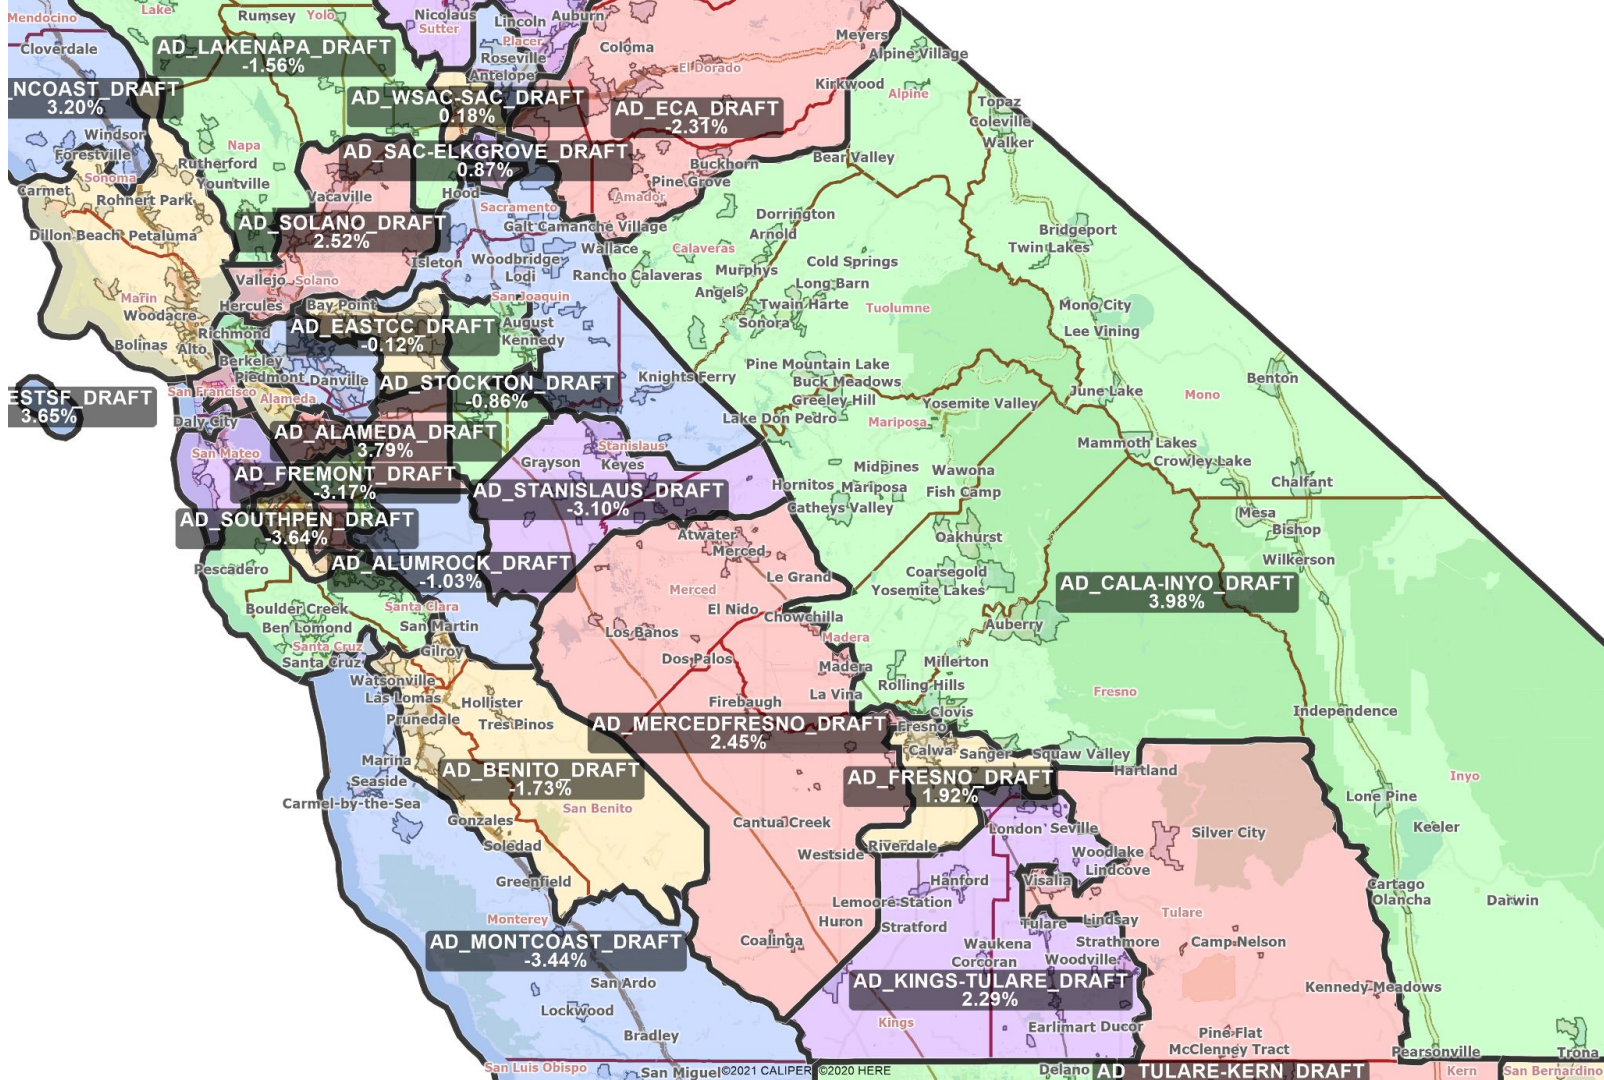 Mendocino
Lake
Rumsey
Yolo
Nicolaus
Sutter
Lincoln
Auburn
Placer
Cloverdale
AD_LAKENAPA_DRAFT
-1.56%
Roseville
Antelope
Coloma
El Dorado
Meyers
Alpine Village
Kirkwood
Alpine
Topaz
Coleville
Walker
_NCOAST_DRAFT
3.20%
AD_WSAC-SAC_DRAFT
0.18%
AD_ECA_DRAFT
-2.31%
Windsor
Forestville
Napa
Rutherford
Yountville
AD_SAC-ELKGROVE_DRAFT
0.87%
Buckhorn
Pine Grove
Bear Valley
Carmet
Sonoma
Rohnert Park
Vacaville
Hood
Sacramento
Amador
Dillon Beach
Petaluma
AD_SOLANO_DRAFT
2.52%
Galt
Camanche Village
Wallace
Dorrington
Arnold
Calaveras
Bridgeport
Twin Lakes
Isleton
Woodbridge
Lodi
Rancho Calaveras
Murphys
Angels
Cold Springs
Long Barn
Twain Harte
Tuolumne
Sonora
Mono City
Lee Vining
Vallejo
Solano
Hercules
Bay Point
San Joaquin
Marin
Woodacre
Bolinas
Alto
Richmond
Berkeley
AD_EASTCC_DRAFT
-0.12%
August
Kennedy
Piedmont
Danville
San Francisco
Alameda
AD_STOCKTON_DRAFT
-0.86%
Knights Ferry
Pine Mountain Lake
Buck Meadows
Greeley Hill
Lake Don Pedro
Yosemite Valley
Mariposa
June Lake
Mono
Benton
ESTSF_DRAFT
3.65%
Daly City
San Mateo
AD_ALAMEDA_DRAFT
3.79%
AD_FREMONT_DRAFT
-3.17%
Grayson
Stanislaus
Keyes
AD_STANISLAUS_DRAFT
-3.10%
Midpines
Hornitos
Mariposa
Catheys Valley
Wawona
Fish Camp
Mammoth Lakes
Crowley Lake
Chalfant
Mesa
Bishop
Wilkerson
AD_SOUTHPEN_DRAFT
-3.64%
Pescadero
AD_ALUMROCK_DRAFT
-1.03%
Atwater
Merced
Le Grand
Merced
El Nido
Chowchilla
Oakhurst
Coarsegold
Yosemite Lakes
AD_CALA-INYO_DRAFT
3.98%
Auberry
Boulder Creek
Ben Lomond
Santa Cruz
Santa Cruz
Santa Clara
San Martin
Gilroy
Los Banos
Dos Palos
Madera
Madera
La Vina
Millerton
Rolling Hills
Clovis
Fresno
Watsonville
Las Lomas
Prunedale
Hollister
Tres Pinos
Firebaugh
AD_MERCEDFRESNO_DRAFT
2.45%
Fresno
Calwa
Sanger
Squaw Valley
Hartland
Independence
Inyo
Marina
Seaside
Carmel-by-the-Sea
AD_BENITO_DRAFT
-1.73%
San Benito
AD_FRESNO_DRAFT
1.92%
Gonzales
Soledad
Greenfield
Cantua Creek
Westside
Riverdale
London
Seville
Woodlake
Lindcove
Silver City
Lone Pine
Keeler
Hanford
Visalia
Lemoore Station
Huron
Stratford
Tulare
Lindsay
Tulare
Cartago
Olancha
Darwin
Monterey
AD_MONTCOAST_DRAFT
-3.44%
Coalinga
Waukena
Corcoran
Strathmore
Woodville
Camp Nelson
San Ardo
AD_KINGS-TULARE_DRAFT
2.29%
Kennedy Meadows
Lockwood
Bradley
Kings
Earlimart
Ducor
Pine Flat
McClenney Tract
Pearsonville
Trona
San Luis Obispo
San Miguel
©2021 CALIPER; ©2020 HERE
Delano
AD_TULARE-KERN_DRAFT
Kern
San Bernardino